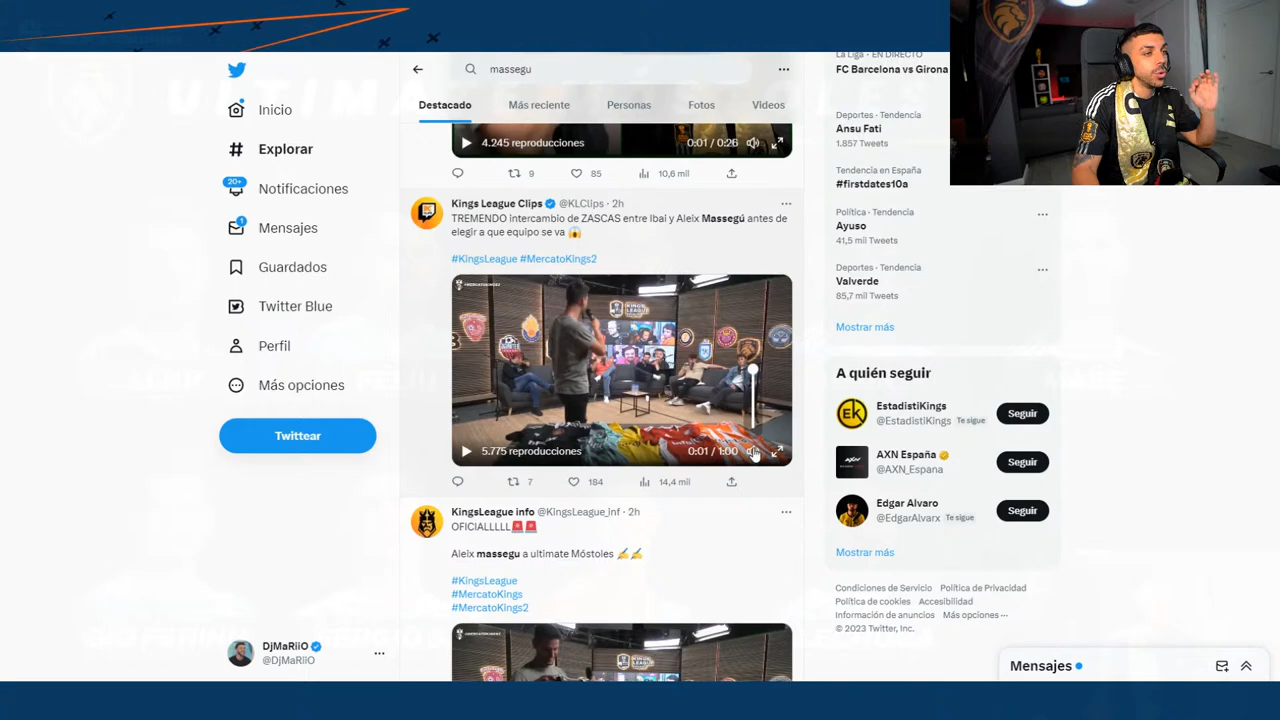 massegu
Inicio
Explorar
20+
Notificaciones
1
Mensajes
Guardados
Twitter Blue
Perfil
Más opciones
Twittear
DjMaRiiO
@DjMaRiiO
Destacado
Más reciente
Personas
Fotos
Videos
4.245 reproducciones
0:01 / 0:26
9
85
10,6 mil
Kings League Clips @KLClips · 2h
TREMENDO intercambio de ZASCAS entre Ibai y Aleix Massegú antes de
elegir a que equipo se va 😱
#KingsLeague #MercatoKings2
KINGS
LEAGUE
5.775 reproducciones
0:01 / 1:00
7
184
14,4 mil
KingsLeague info @KingsLeague_Inf · 2h
OFICIALLLLL🚨🚨
Aleix massegu a ultimate Móstoles ✍️✍️
#KingsLeague
#MercatoKings
#MercatoKings2
La Liga · EN DIRECTO
FC Barcelona vs Girona
Deportes · Tendencia
Ansu Fati
1.857 Tweets
Tendencia en España
#firstdates10a
Política · Tendencia
Ayuso
41,5 mil Tweets
Deportes · Tendencia
Valverde
85,7 mil Tweets
Mostrar más
A quién seguir
EK
EstadistiKings
@EstadistiKings Te sigue
Seguir
AXN
AXN España
@AXN_Espana
Seguir
Edgar Alvaro
@EdgarAlvarx Te sigue
Seguir
Mostrar más
Condiciones de Servicio Política de Privacidad
Política de cookies Accesibilidad
Información de anuncios Más opciones ···
© 2023 Twitter, Inc.
Mensajes